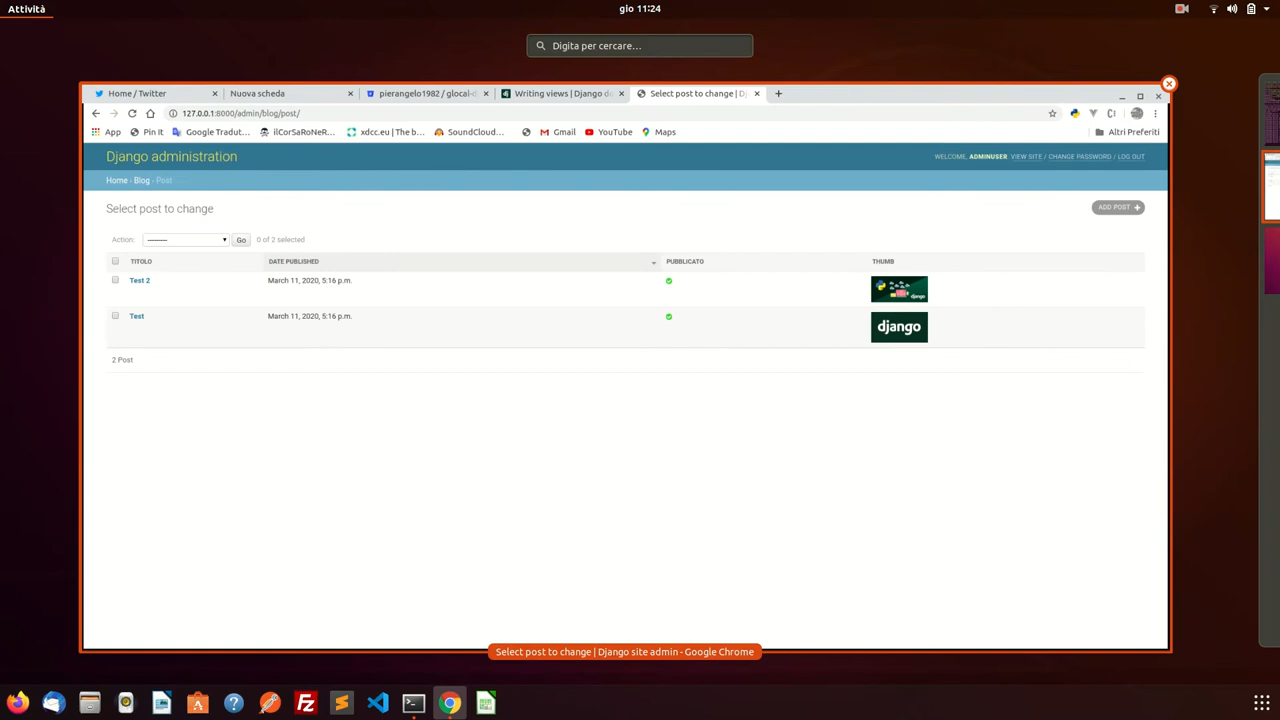 Attività
gio 11:24
Digita per cercare...
Home / Twitter
Nuova scheda
pierangelo1982 / glocal-d
Writing views | Django do
Select post to change | Dj
127.0.0.1:8000/admin/blog/post/
App
Pin It
Google Tradut...
ilCorSaRoNeR...
xdcc.eu | The b...
SoundCloud...
Gmail
YouTube
Maps
Altri Preferiti
Django administration
WELCOME, ADMINUSER. VIEW SITE / CHANGE PASSWORD / LOG OUT
Home › Blog › Post
Select post to change
ADD POST +
Action:
---------
Go
0 of 2 selected
TITOLO
DATE PUBLISHED
PUBBLICATO
THUMB
Test 2
March 11, 2020, 5:16 p.m.
django
Test
March 11, 2020, 5:16 p.m.
django
2 Post
Select post to change | Django site admin - Google Chrome